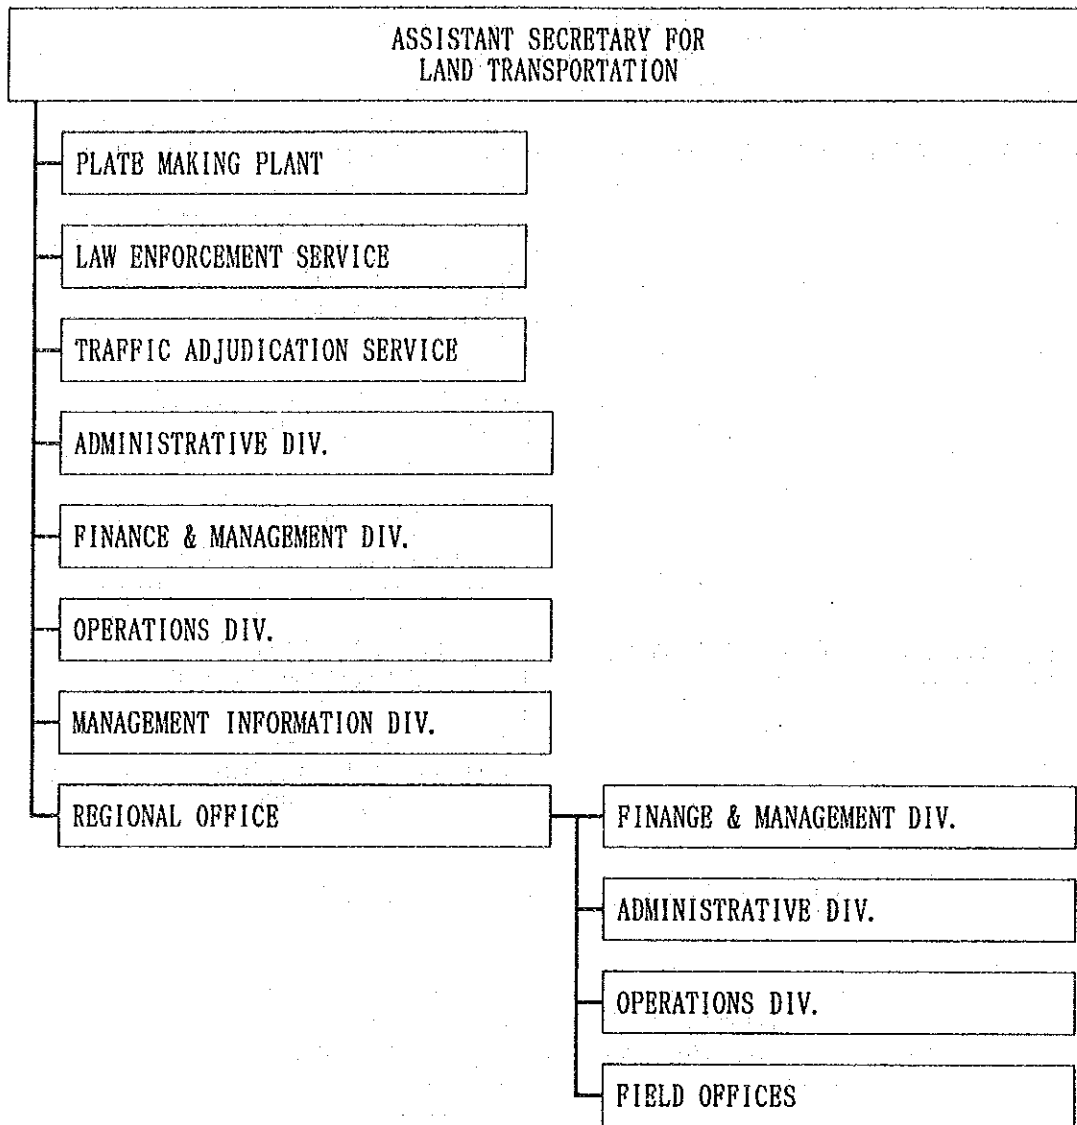 ASSISTANT SECRETARY FOR
LAND TRANSPORTATION
PLATE MAKING PLANT
LAW ENFORCEMENT SERVICE
TRAFFIC ADJUDICATION SERVICE
ADMINISTRATIVE DIV.
FINANCE & MANAGEMENT DIV.
OPERATIONS DIV.
MANAGEMENT INFORMATION DIV.
REGIONAL OFFICE
FINANGE & MANAGEMENT DIV.
ADMINISTRATIVE DIV.
OPERATIONS DIV.
FIELD OFFICES